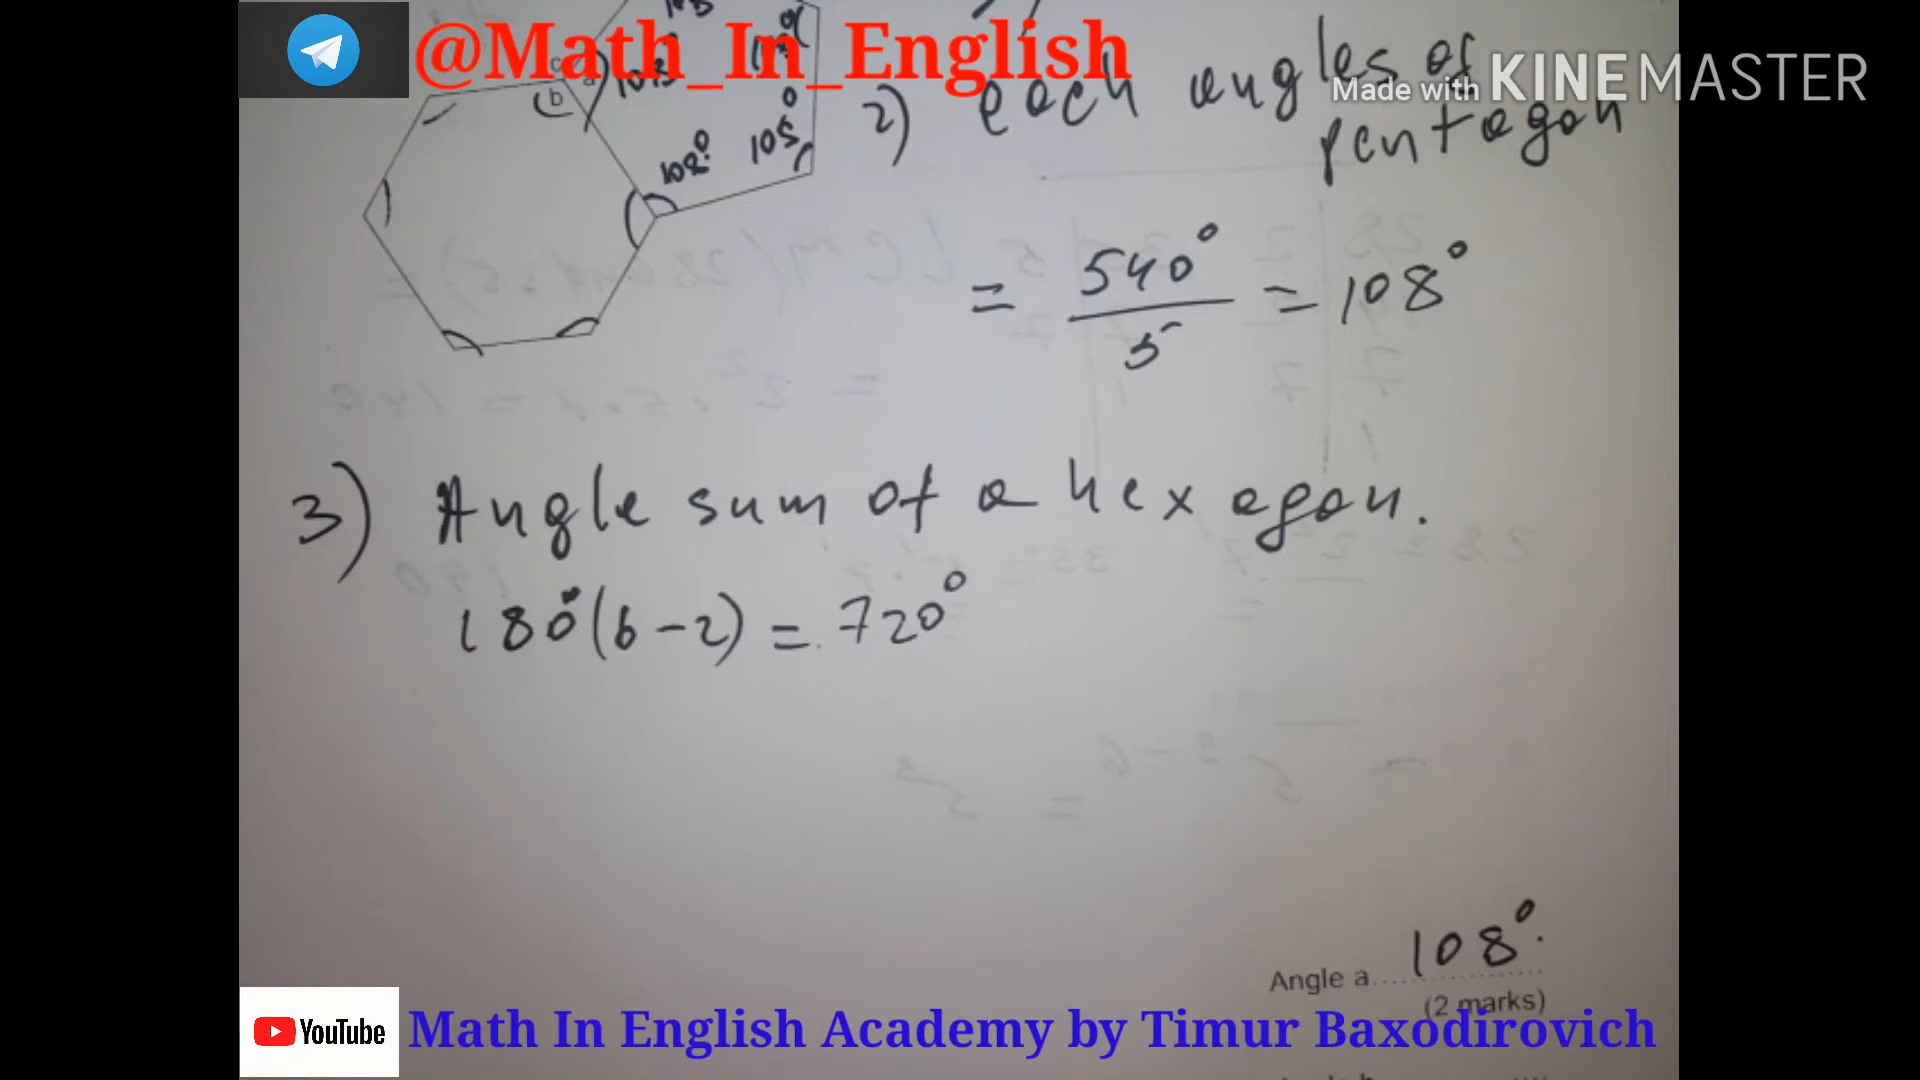 @Math_In_English
Made with KINEMASTER
c
a
b
108°
108°
105°
2) each angles of
pentagon
= 540° / 5 = 108°
3) Angle sum of a hexagon.
180°(6-2) = 720°
108°
Angle a
(2 marks)
YouTube
Math In English Academy by Timur Baxodirovich